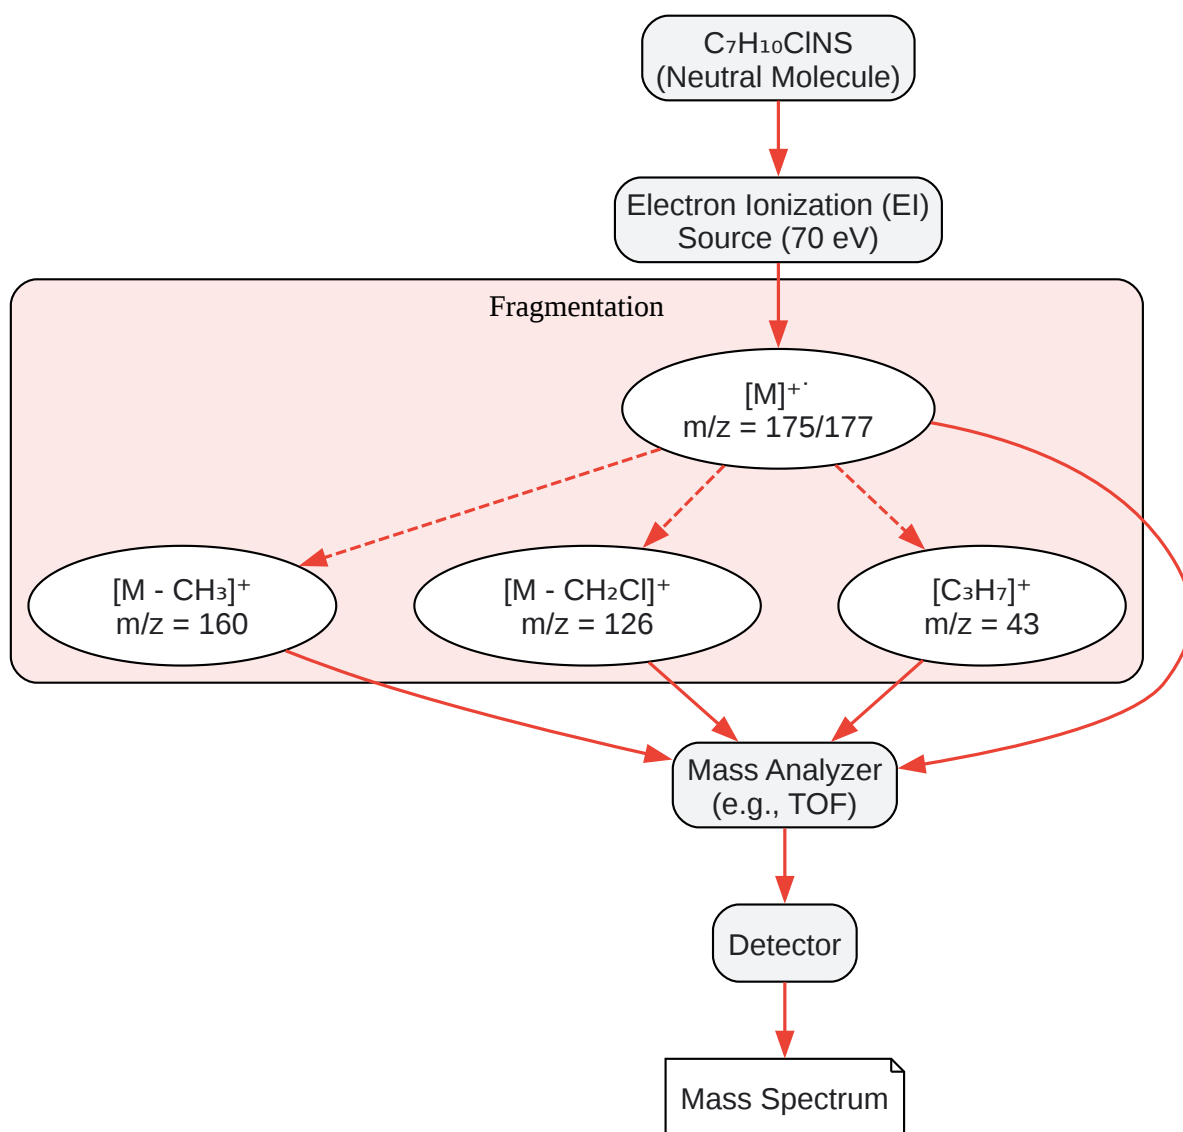 C₇H₁₀ClNS
(Neutral Molecule)
Electron Ionization (EI)
Source (70 eV)
Fragmentation
[M]⁺˙
m/z = 175/177
[M - CH₃]⁺
m/z = 160
[M - CH₂Cl]⁺
m/z = 126
[C₃H₇]⁺
m/z = 43
Mass Analyzer
(e.g., TOF)
Detector
Mass Spectrum